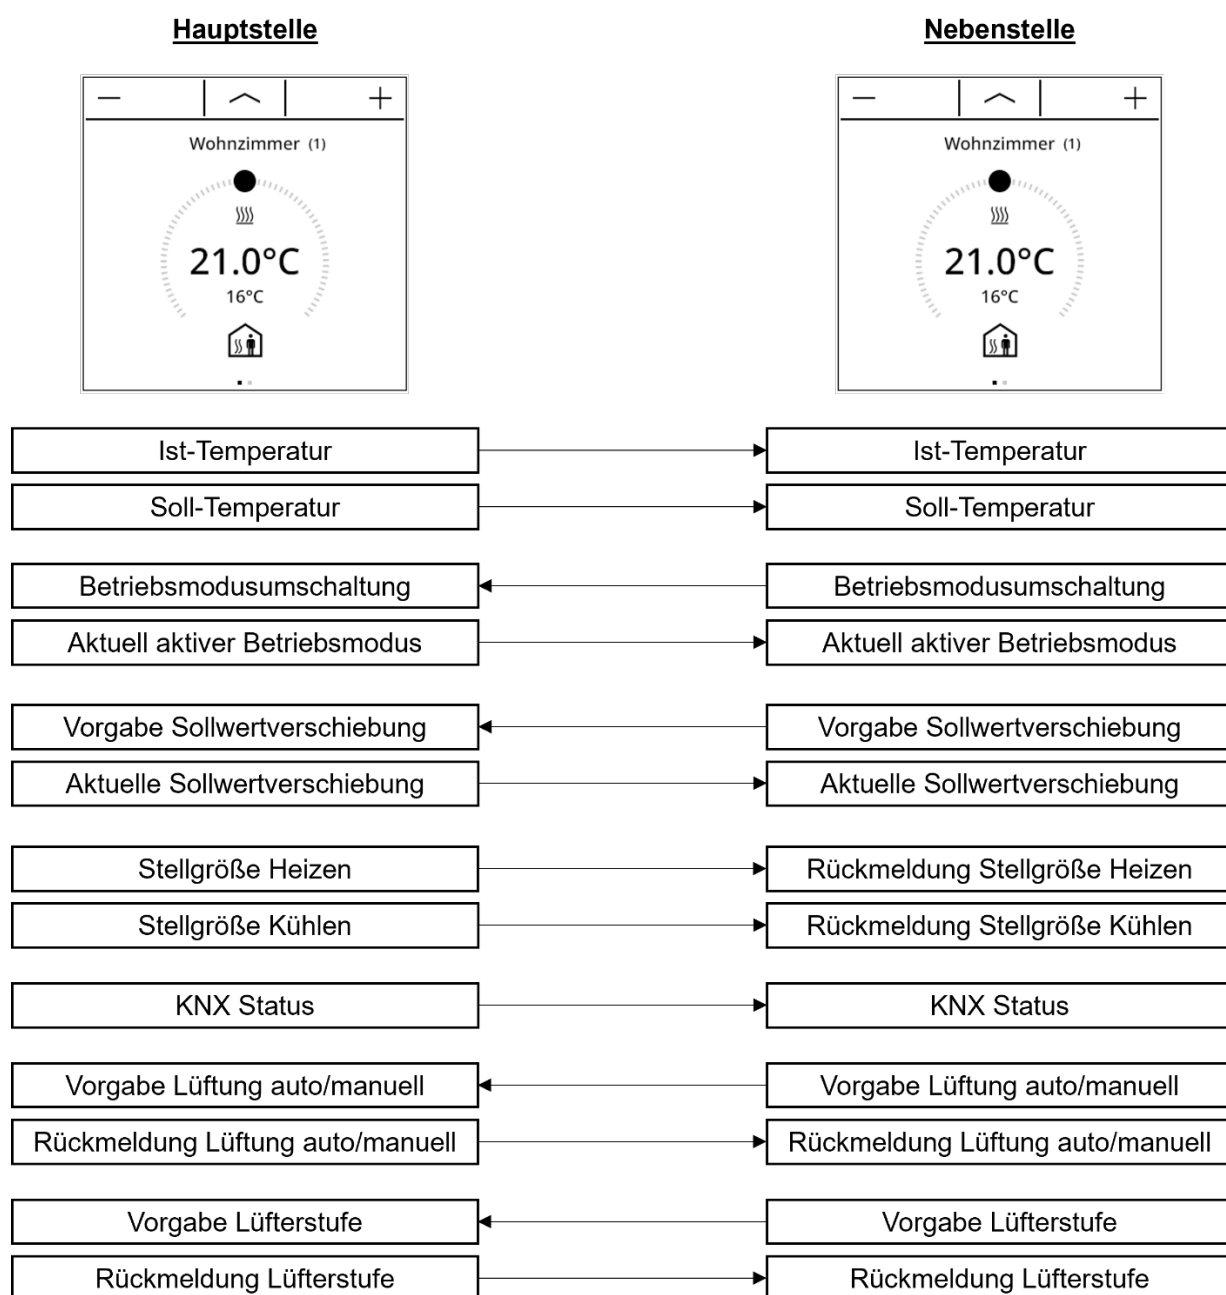 Hauptstelle Nebenstelle
Wohnzimmer (1) Wohnzimmer (1)
21.0°C 21.0°C
16°C 16°C
Ist-Temperatur Ist-Temperatur
Soll-Temperatur Soll-Temperatur
Betriebsmodusumschaltung Betriebsmodusumschaltung
Aktuell aktiver Betriebsmodus Aktuell aktiver Betriebsmodus
Vorgabe Sollwertverschiebung Vorgabe Sollwertverschiebung
Aktuelle Sollwertverschiebung Aktuelle Sollwertverschiebung
Stellgröße Heizen Rückmeldung Stellgröße Heizen
Stellgröße Kühlen Rückmeldung Stellgröße Kühlen
KNX Status KNX Status
Vorgabe Lüftung auto/manuell Vorgabe Lüftung auto/manuell
Rückmeldung Lüftung auto/manuell Rückmeldung Lüftung auto/manuell
Vorgabe Lüfterstufe Vorgabe Lüfterstufe
Rückmeldung Lüfterstufe Rückmeldung Lüfterstufe